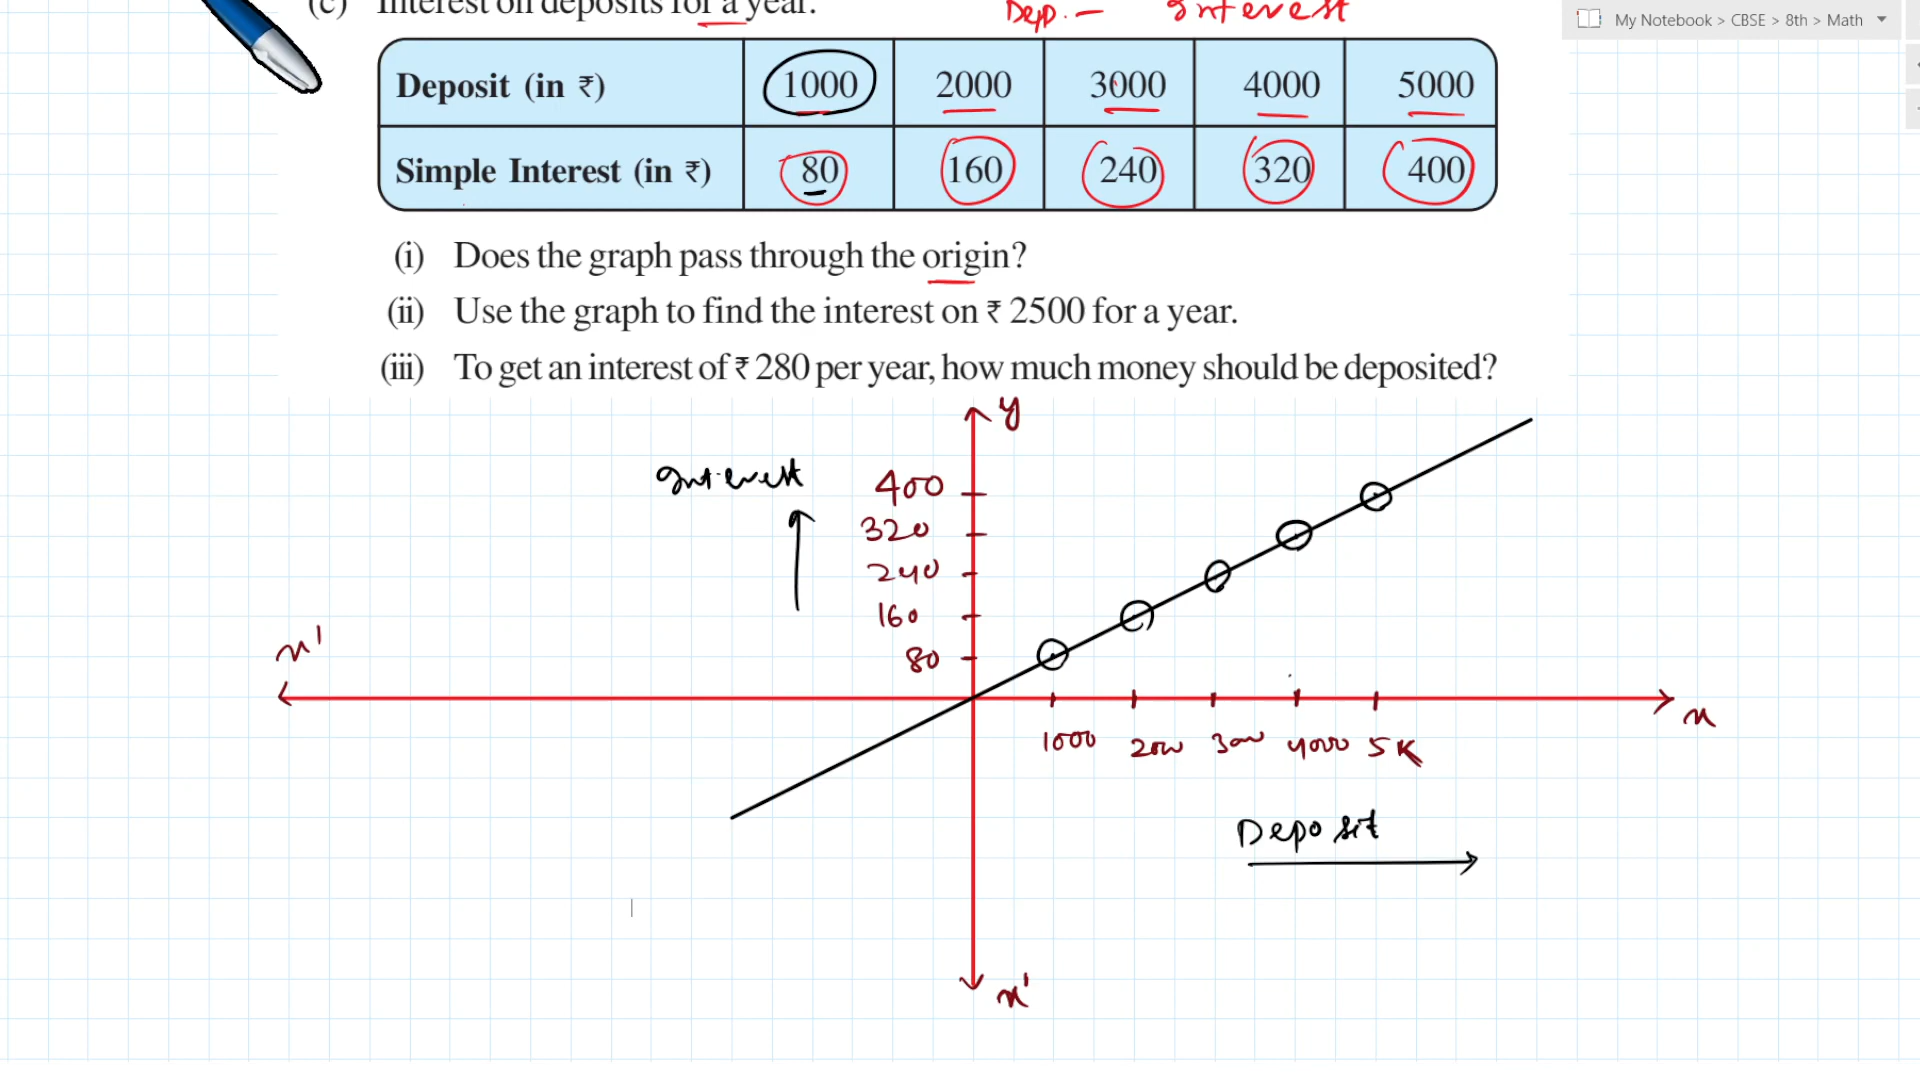 (c) Interest on deposits for a year.
Dep. — Interest
My Notebook > CBSE > 8th > Math
Deposit (in ₹) 1000 2000 3000 4000 5000
Simple Interest (in ₹) 80 160 240 320 400
(i) Does the graph pass through the origin?
(ii) Use the graph to find the interest on ₹ 2500 for a year.
(iii) To get an interest of ₹ 280 per year, how much money should be deposited?
y
Interest
400
320
240
160
80
x'
x
1000 2000 3000 4000 5K
Deposit
x'